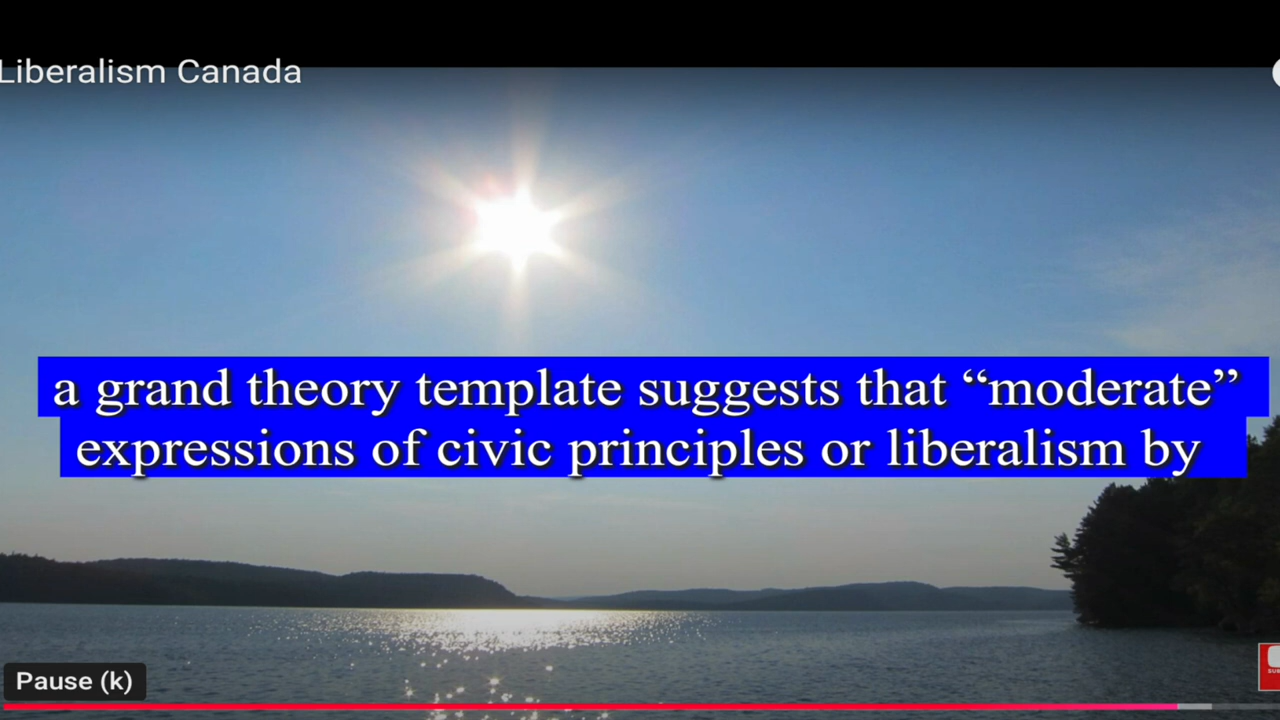 Liberalism Canada
a grand theory template suggests that “moderate”
expressions of civic principles or liberalism by
Pause (k)